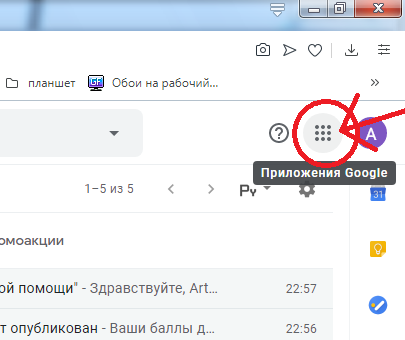 планшет GF Обои на рабочий... »
A
Приложения Google
1–5 из 5 Ру
31
омоакции
ой помощи" - Здравствуйте, Art... 22:57
т опубликован - Ваши баллы д... 22:56